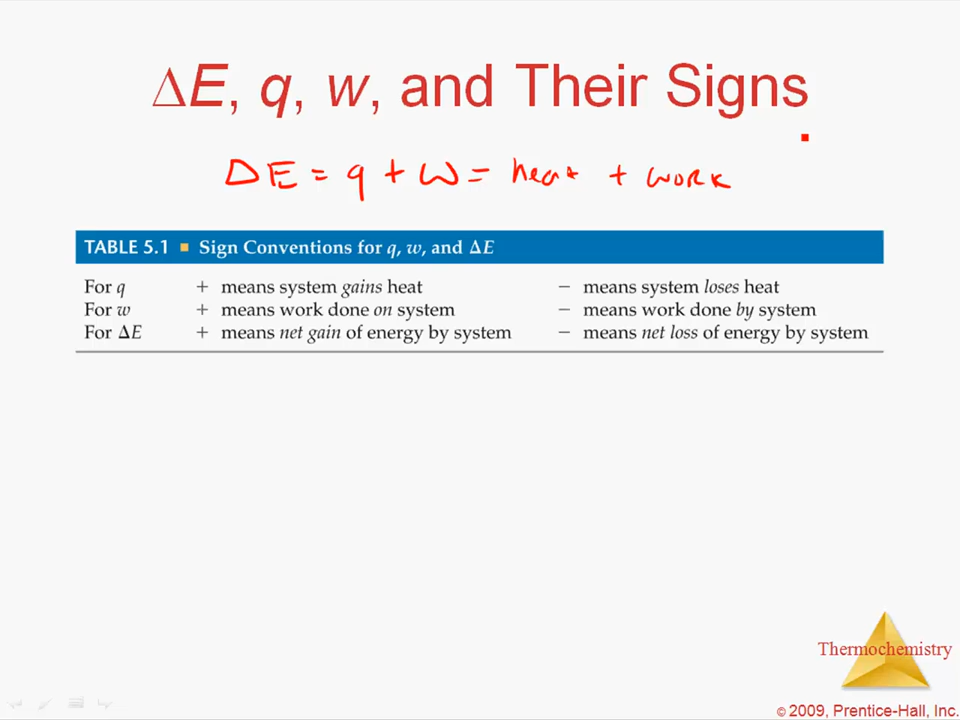 ΔE, q, w, and Their Signs
ΔE = q + w = heat + work
TABLE 5.1 ■ Sign Conventions for q, w, and ΔE
For q + means system gains heat − means system loses heat
For w + means work done on system − means work done by system
For ΔE + means net gain of energy by system − means net loss of energy by system
Thermochemistry
© 2009, Prentice-Hall, Inc.